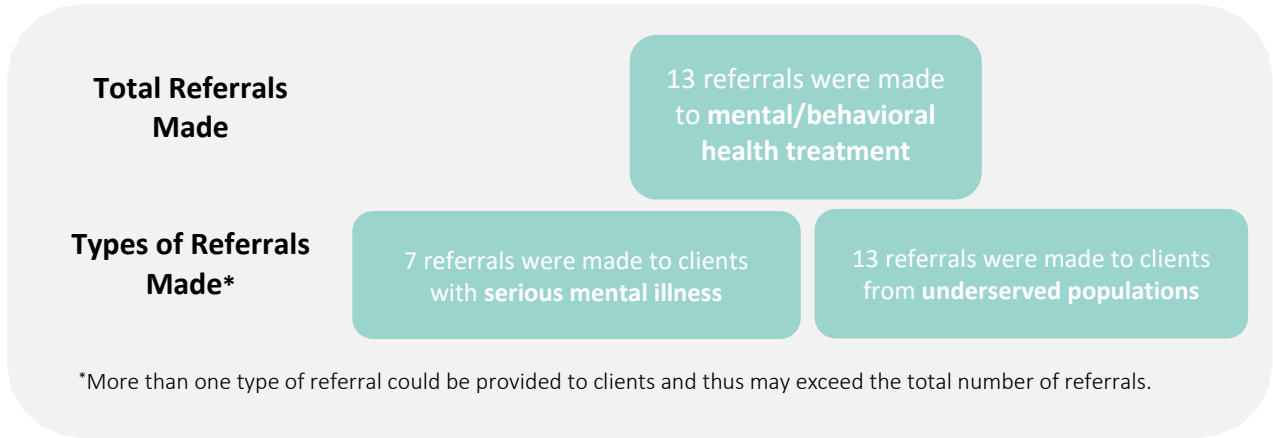 Total Referrals
Made
13 referrals were made
to mental/behavioral
health treatment
Types of Referrals
Made*
7 referrals were made to clients
with serious mental illness
13 referrals were made to clients
from underserved populations
*More than one type of referral could be provided to clients and thus may exceed the total number of referrals.